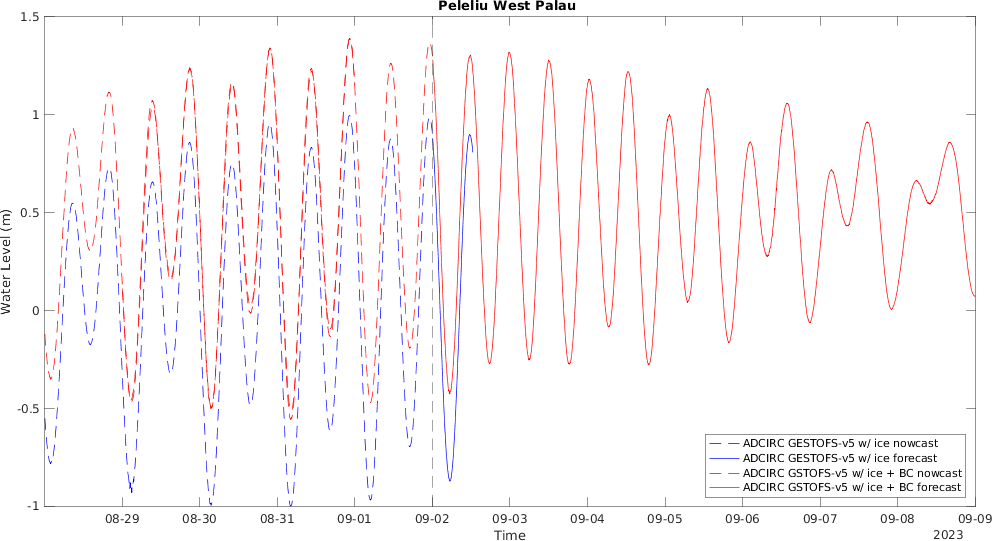 Peleliu West Palau
1.5
1
0.5
0
-0.5
-1
Water Level (m)
08-29 08-30 08-31 09-01 09-02 09-03 09-04 09-05 09-06 09-07 09-08 09-09
Time
2023
ADCIRC GESTOFS-v5 w/ ice nowcast
ADCIRC GESTOFS-v5 w/ ice forecast
ADCIRC GSTOFS-v5 w/ ice + BC nowcast
ADCIRC GSTOFS-v5 w/ ice + BC forecast